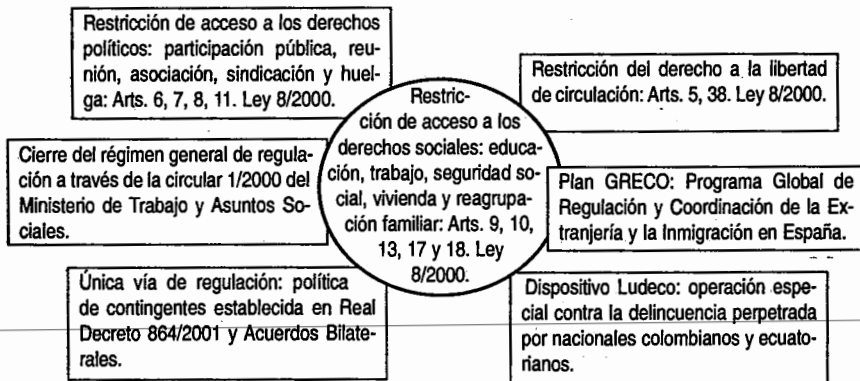 Restricción de acceso a los derechos
políticos: participación pública, reu-
nión, asociación, sindicación y huel-
ga: Arts. 6, 7, 8, 11. Ley 8/2000.
Cierre del régimen general de regula-
ción a través de la circular 1/2000 del
Ministerio de Trabajo y Asuntos So-
ciales.
Única vía de regulación: política
de contingentes establecida en Real
Decreto 864/2001 y Acuerdos Bilate-
rales.
Restric-
ción de acceso a los
derechos sociales: educa-
ción, trabajo, seguridad so-
cial, vivienda y reagrupa-
ción familiar: Arts. 9, 10,
13, 17 y 18. Ley
8/2000.
Restricción del derecho a la libertad
de circulación: Arts. 5, 38. Ley 8/2000.
Plan GRECO: Programa Global de
Regulación y Coordinación de la Ex-
tranjería y la Inmigración en España.
Dispositivo Ludeco: operación espe-
cial contra la delincuencia perpetrada
por nacionales colombianos y ecuato-
rianos.